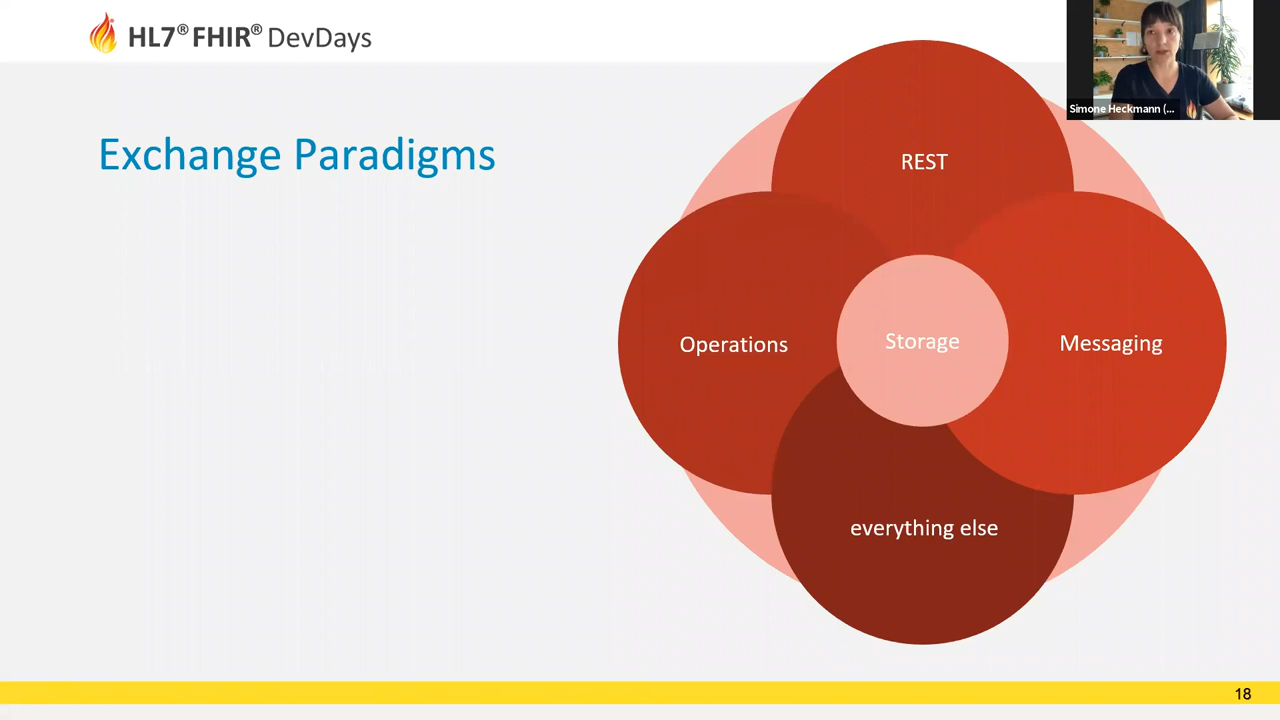 HL7® FHIR® DevDays
Simone Heckmann (...
Exchange Paradigms
REST
Operations
Storage
Messaging
everything else
18